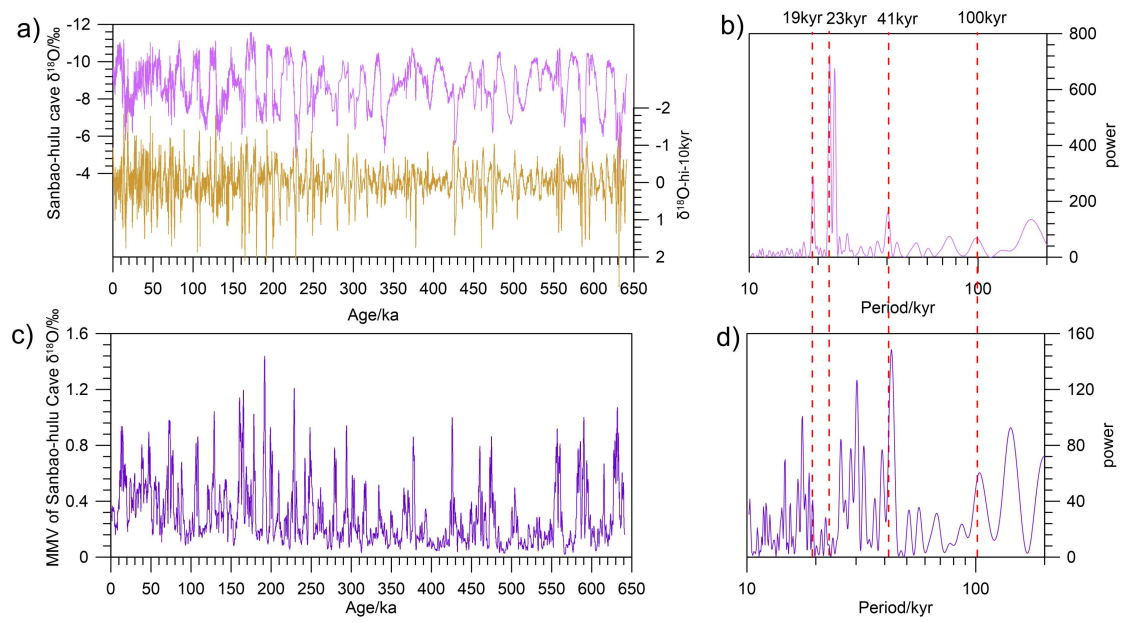 a)
-12
-10
-8
-6
-4
Sanbao-hulu cave δ¹⁸O/‰
-2
-1
0
1
2
δ¹⁸O-hi-10kyr
0 50 100 150 200 250 300 350 400 450 500 550 600 650
Age/ka
b)
19kyr 23kyr 41kyr 100kyr
800
600
400
200
0
power
10 100
Period/kyr
c)
1.6
1.2
0.8
0.4
0
MMV of Sanbao-hulu Cave δ¹⁸O/‰
0 50 100 150 200 250 300 350 400 450 500 550 600 650
Age/ka
d)
160
120
80
40
0
power
10 100
Period/kyr